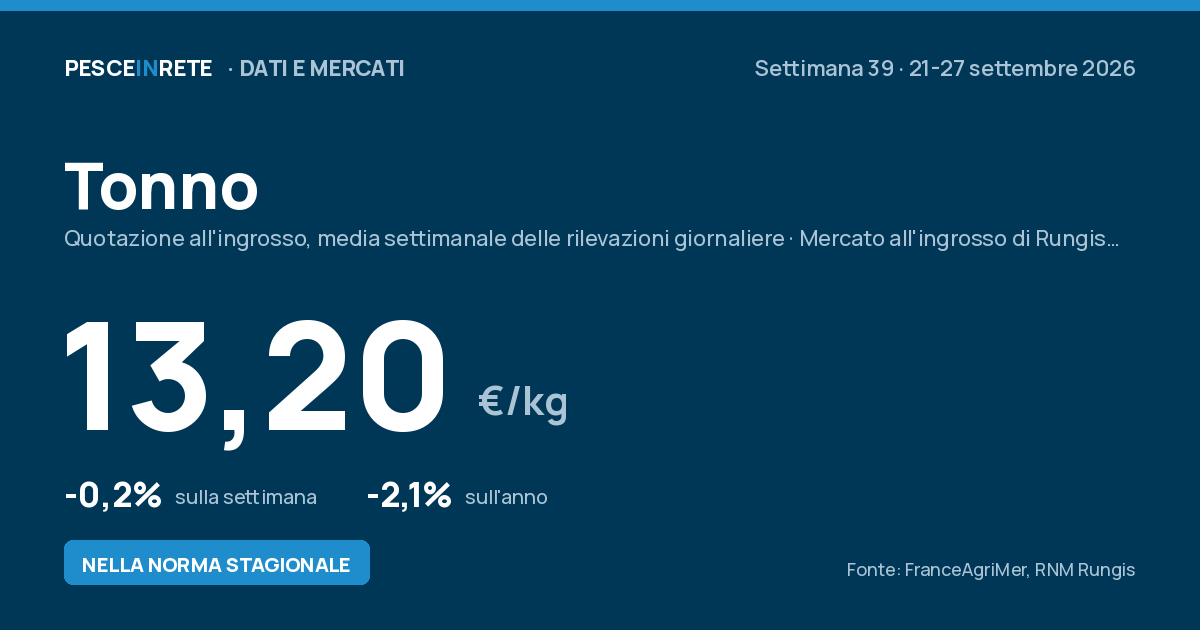 PESCEINRETE · DATI E MERCATI
Settimana 39 · 21-27 settembre 2026
Tonno
Quotazione all'ingrosso, media settimanale delle rilevazioni giornaliere · Mercato all'ingrosso di Rungis…
13,20 €/kg
-0,2% sulla settimana -2,1% sull'anno
NELLA NORMA STAGIONALE
Fonte: FranceAgriMer, RNM Rungis